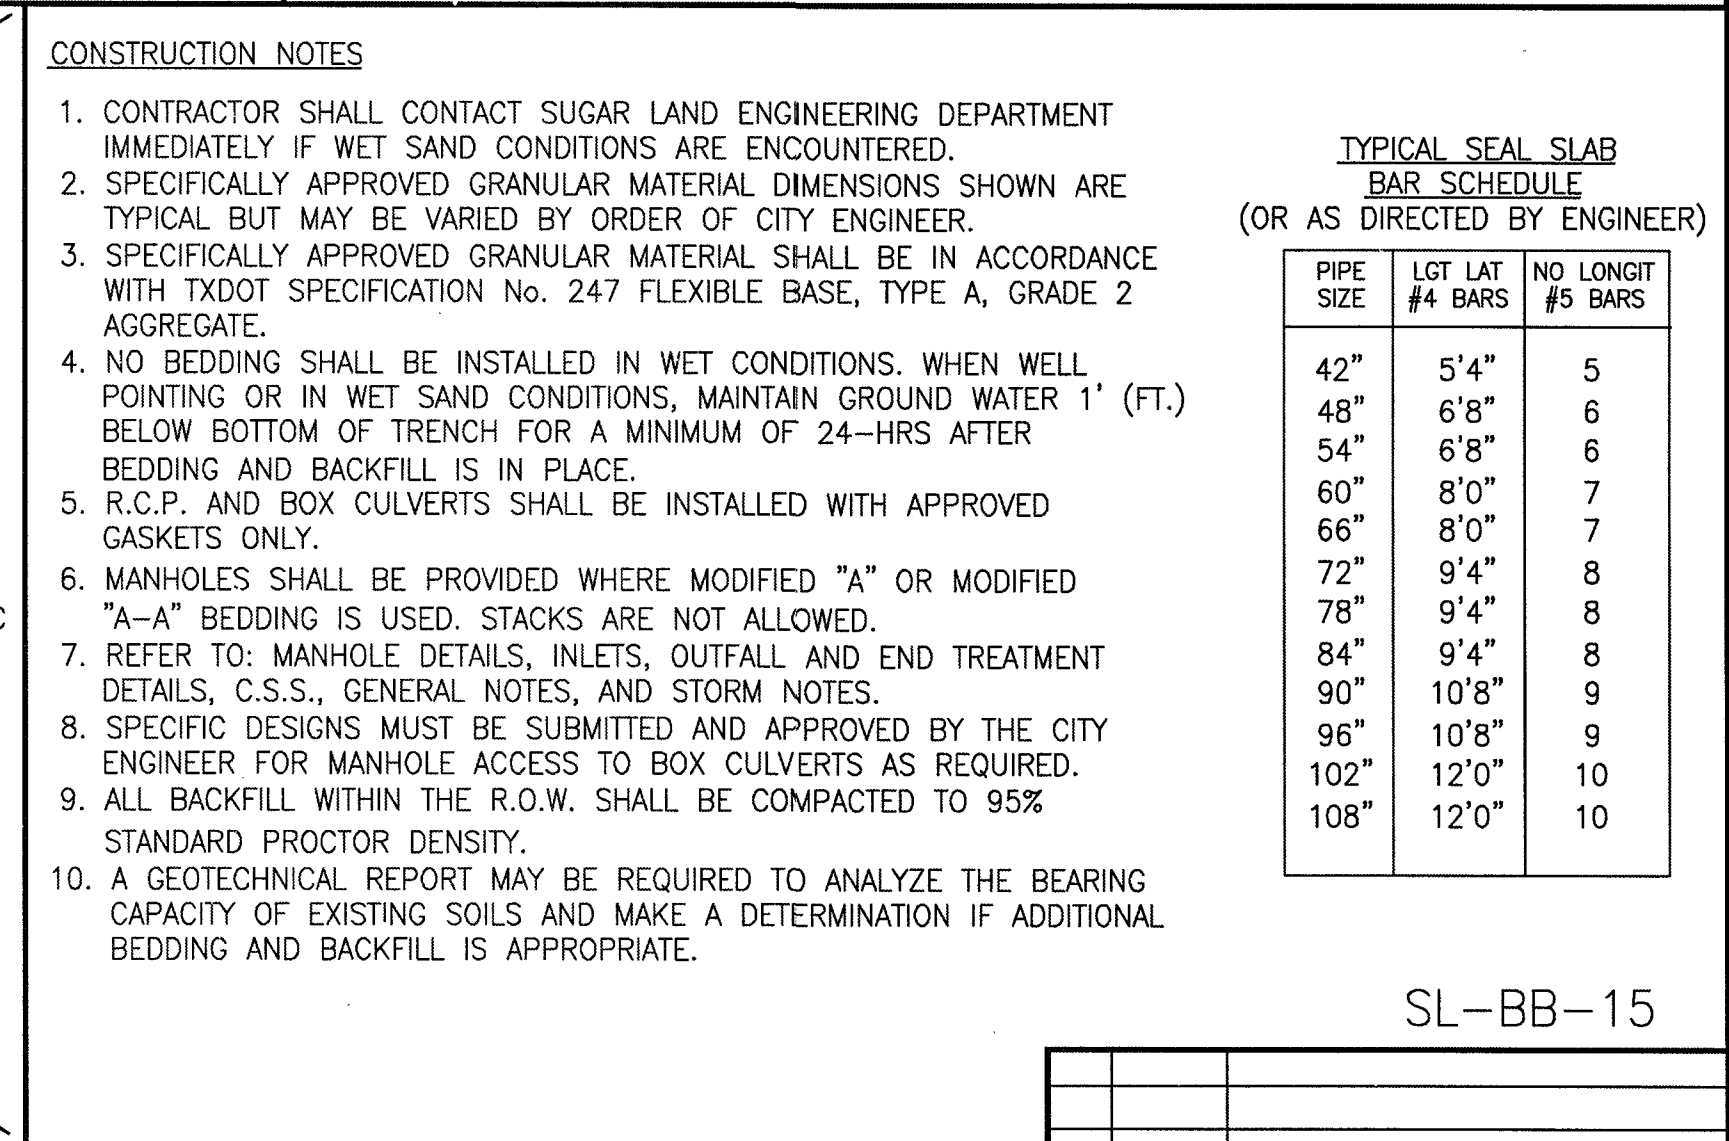 CONSTRUCTION NOTES
1. CONTRACTOR SHALL CONTACT SUGAR LAND ENGINEERING DEPARTMENT
IMMEDIATELY IF WET SAND CONDITIONS ARE ENCOUNTERED.
2. SPECIFICALLY APPROVED GRANULAR MATERIAL DIMENSIONS SHOWN ARE
TYPICAL BUT MAY BE VARIED BY ORDER OF CITY ENGINEER.
3. SPECIFICALLY APPROVED GRANULAR MATERIAL SHALL BE IN ACCORDANCE
WITH TXDOT SPECIFICATION No. 247 FLEXIBLE BASE, TYPE A, GRADE 2
AGGREGATE.
4. NO BEDDING SHALL BE INSTALLED IN WET CONDITIONS. WHEN WELL
POINTING OR IN WET SAND CONDITIONS, MAINTAIN GROUND WATER 1' (FT.)
BELOW BOTTOM OF TRENCH FOR A MINIMUM OF 24-HRS AFTER
BEDDING AND BACKFILL IS IN PLACE.
5. R.C.P. AND BOX CULVERTS SHALL BE INSTALLED WITH APPROVED
GASKETS ONLY.
6. MANHOLES SHALL BE PROVIDED WHERE MODIFIED "A" OR MODIFIED
"A-A" BEDDING IS USED. STACKS ARE NOT ALLOWED.
7. REFER TO: MANHOLE DETAILS, INLETS, OUTFALL AND END TREATMENT
DETAILS, C.S.S., GENERAL NOTES, AND STORM NOTES.
8. SPECIFIC DESIGNS MUST BE SUBMITTED AND APPROVED BY THE CITY
ENGINEER FOR MANHOLE ACCESS TO BOX CULVERTS AS REQUIRED.
9. ALL BACKFILL WITHIN THE R.O.W. SHALL BE COMPACTED TO 95%
STANDARD PROCTOR DENSITY.
10. A GEOTECHNICAL REPORT MAY BE REQUIRED TO ANALYZE THE BEARING
CAPACITY OF EXISTING SOILS AND MAKE A DETERMINATION IF ADDITIONAL
BEDDING AND BACKFILL IS APPROPRIATE.
TYPICAL SEAL SLAB
BAR SCHEDULE
(OR AS DIRECTED BY ENGINEER)
PIPE LGT LAT NO LONGIT
SIZE #4 BARS #5 BARS
42" 5'4" 5
48" 6'8" 6
54" 6'8" 6
60" 8'0" 7
66" 8'0" 7
72" 9'4" 8
78" 9'4" 8
84" 9'4" 8
90" 10'8" 9
96" 10'8" 9
102" 12'0" 10
108" 12'0" 10
SL-BB-15